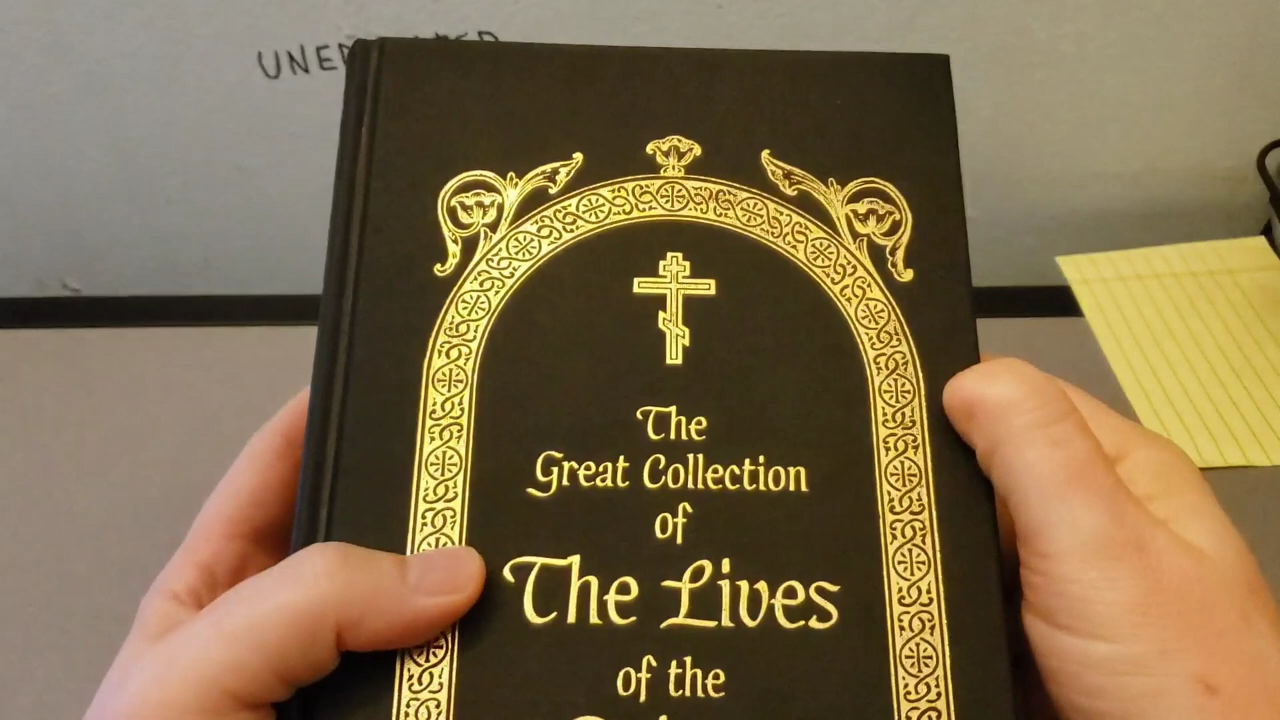 The
Great Collection
of
The Lives
of the